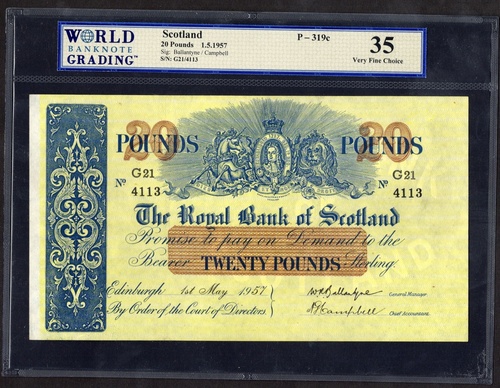 WORLD
BANKNOTE
GRADING™
Scotland
20 Pounds 1.5.1957
Sig: Ballantyne / Campbell
S/N: G21/4113
P - 319c
35
Very Fine Choice
20 20
POUNDS POUNDS
G21 G21
Nº 4113 Nº 4113
The Royal Bank of Scotland
Promise to pay on Demand to the
Bearer TWENTY POUNDS Sterling.
Edinburgh 1st May 1957
By Order of the Court of Directors
WRBallantyne General Manager
Campbell Chief Accountant